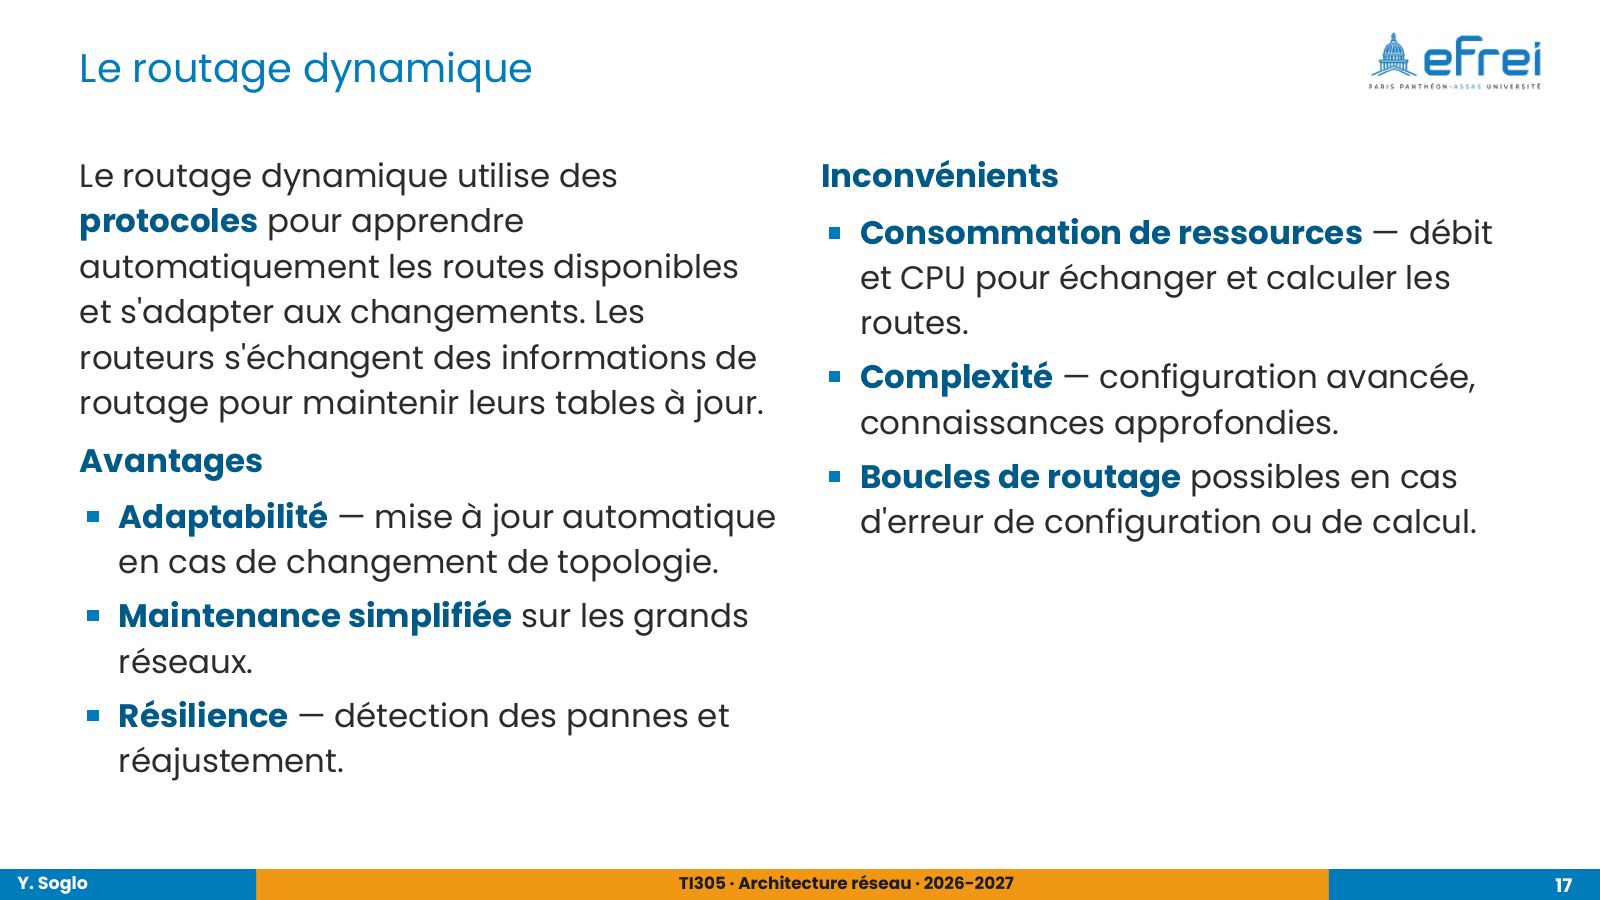 Le routage dynamique
efrei
PARIS PANTHÉON-ASSAS UNIVERSITÉ
Le routage dynamique utilise des
protocoles pour apprendre
automatiquement les routes disponibles
et s'adapter aux changements. Les
routeurs s'échangent des informations de
routage pour maintenir leurs tables à jour.
Avantages
Adaptabilité — mise à jour automatique
en cas de changement de topologie.
Maintenance simplifiée sur les grands
réseaux.
Résilience — détection des pannes et
réajustement.
Inconvénients
Consommation de ressources — débit
et CPU pour échanger et calculer les
routes.
Complexité — configuration avancée,
connaissances approfondies.
Boucles de routage possibles en cas
d'erreur de configuration ou de calcul.
Y. Soglo
TI305 · Architecture réseau · 2026-2027
17